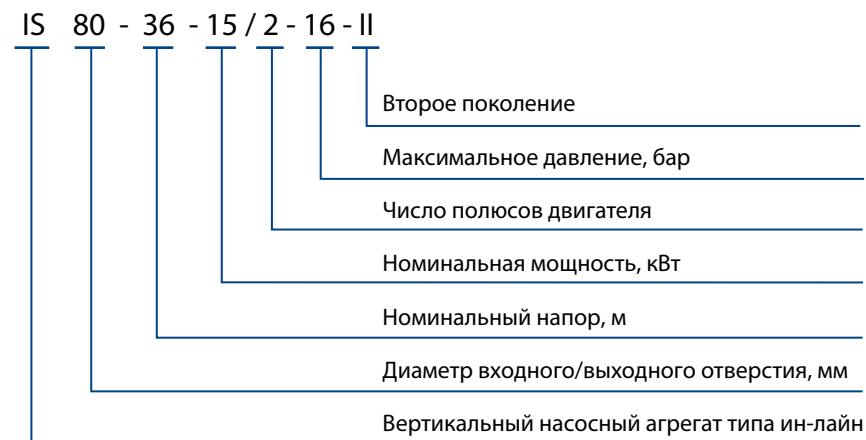 IS 80 - 36 - 15 / 2 - 16 - II
Второе поколение
Максимальное давление, бар
Число полюсов двигателя
Номинальная мощность, кВт
Номинальный напор, м
Диаметр входного/выходного отверстия, мм
Вертикальный насосный агрегат типа ин-лайн